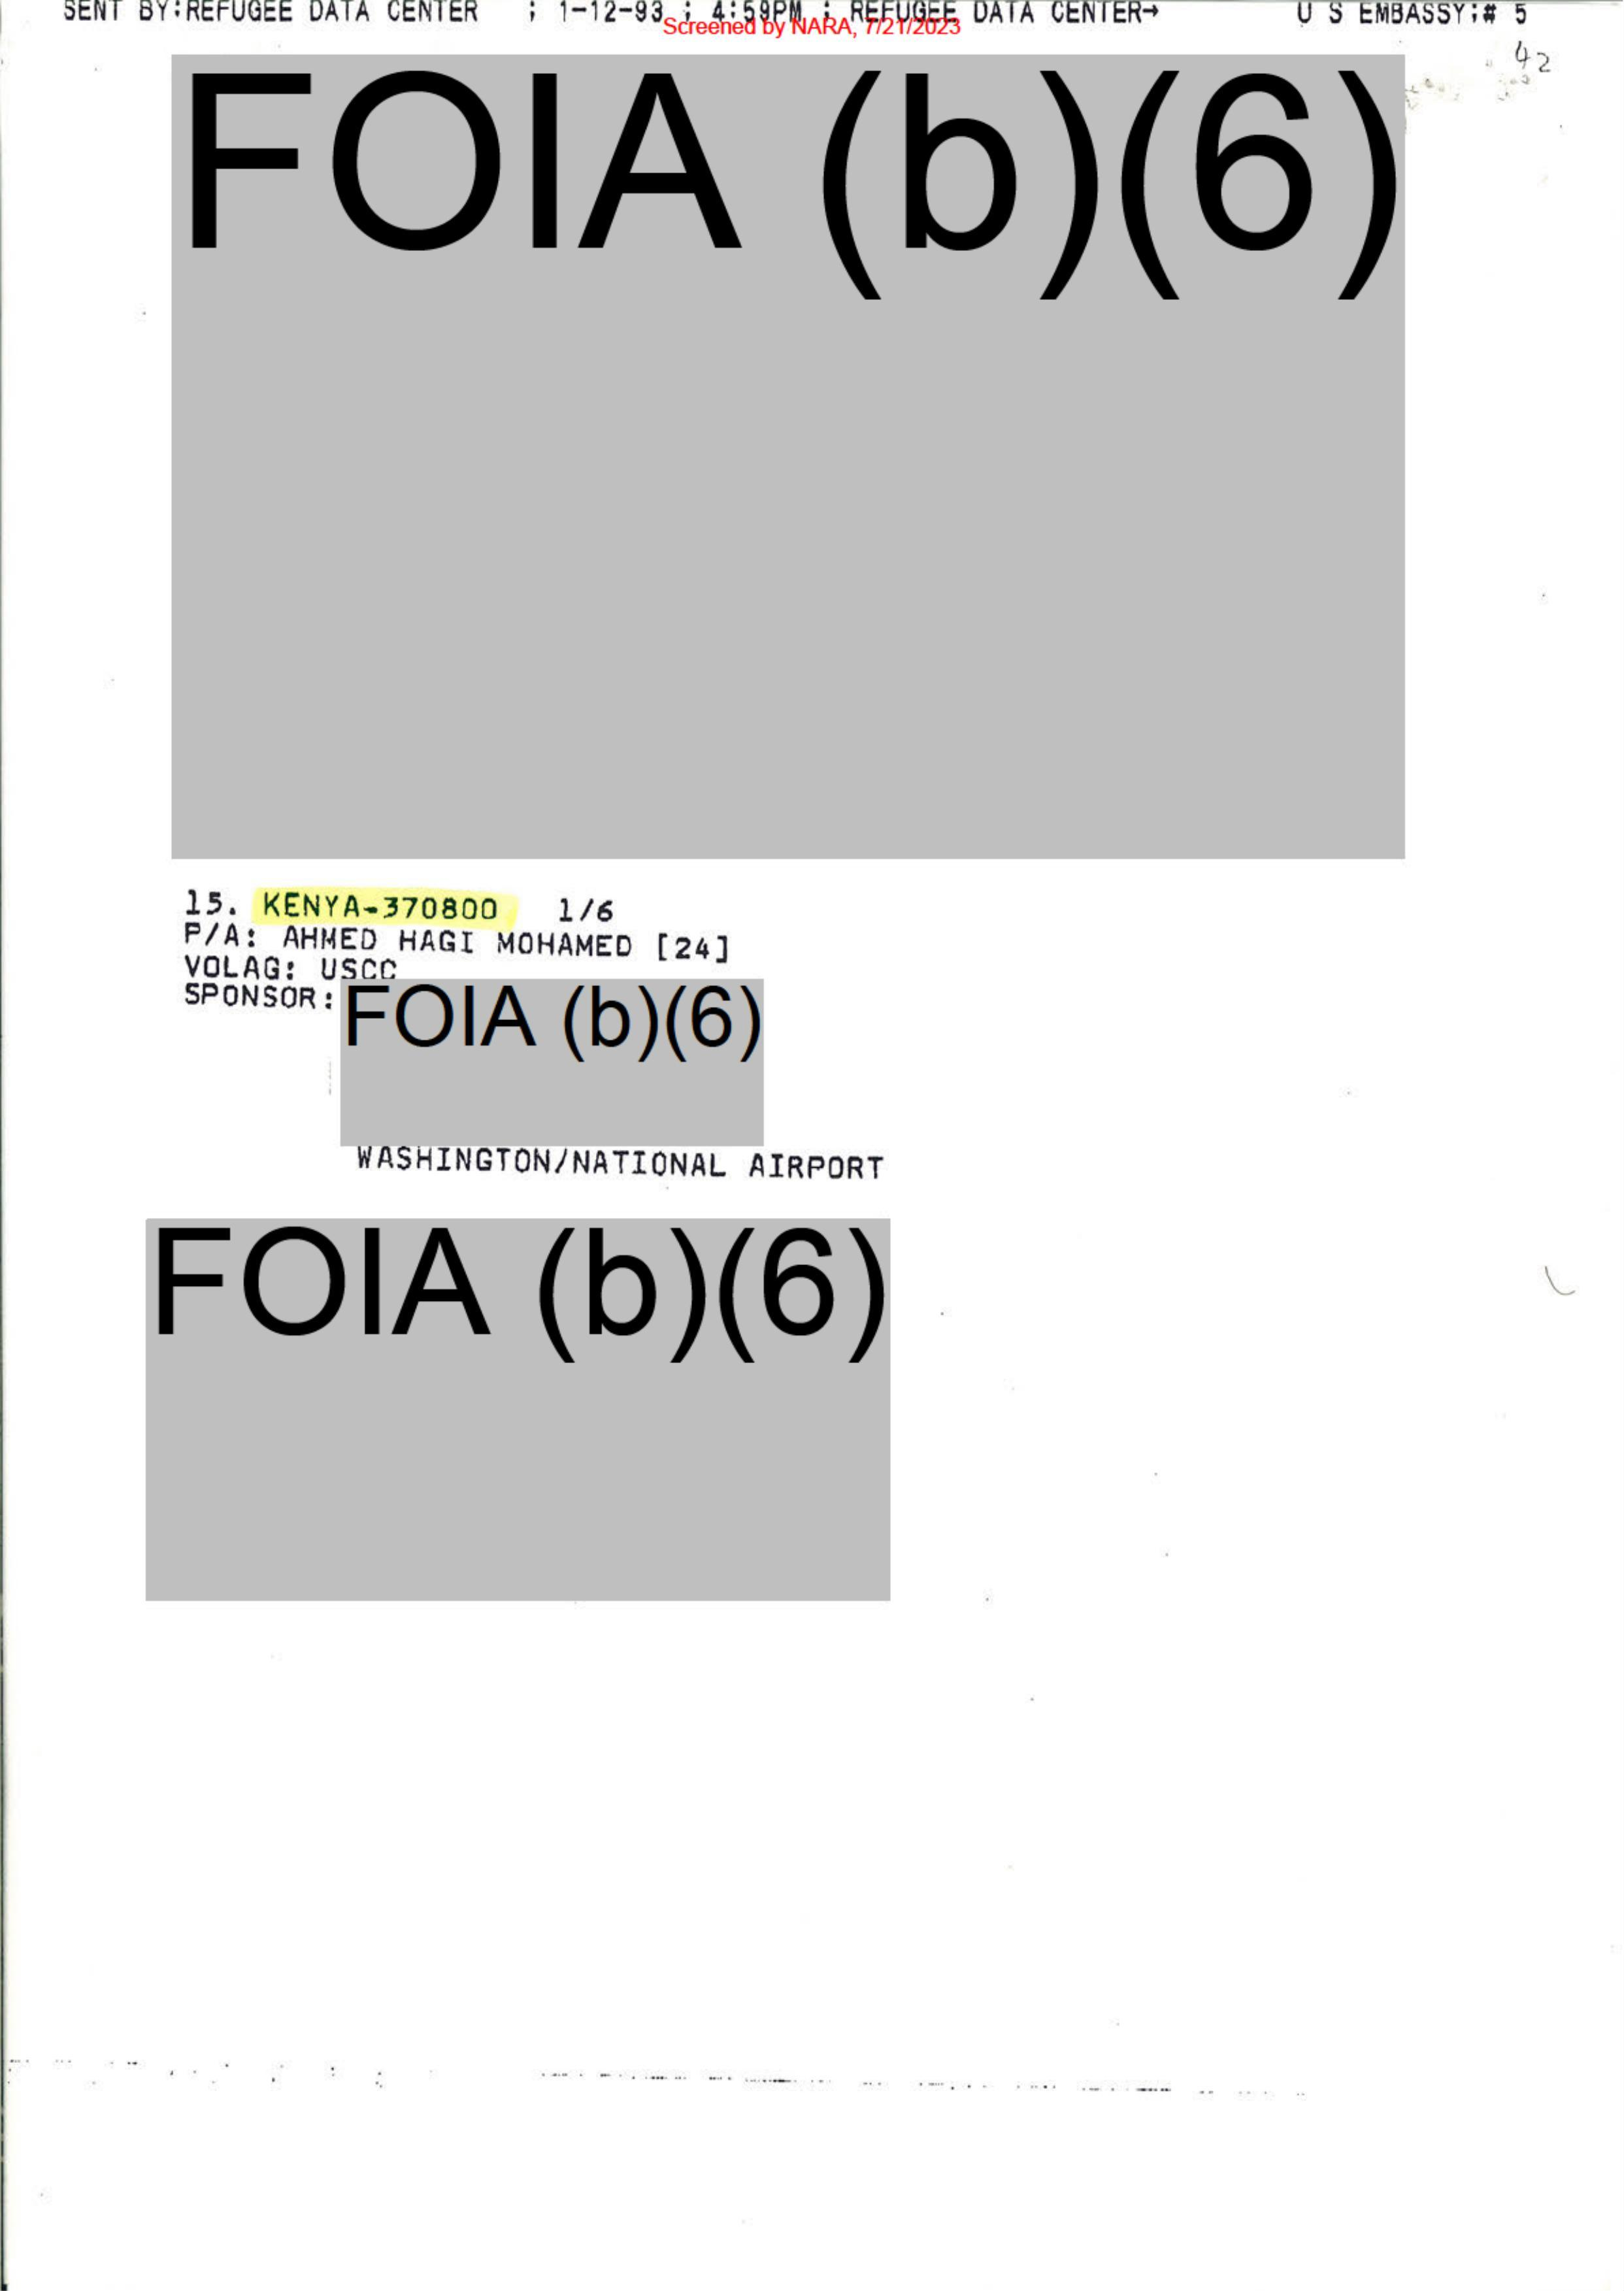 SENT BY:REFUGEE DATA CENTER ; 1-12-93 ; 4:59PM ; REFUGEE DATA CENTER→ U S EMBASSY;# 5
Screened by NARA, 7/21/2023
42
FOIA (b)(6)
15. KENYA-370800 1/6
P/A: AHMED HAGI MOHAMED [24]
VOLAG: USCC
SPONSOR: FOIA (b)(6)
WASHINGTON/NATIONAL AIRPORT
FOIA (b)(6)